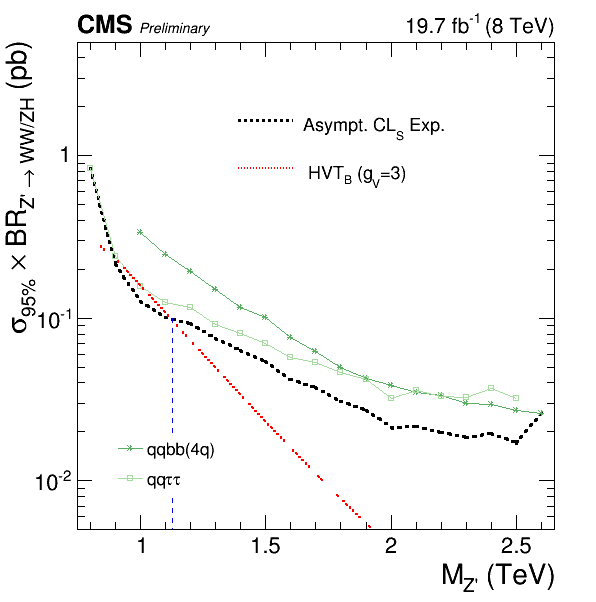 CMS Preliminary 19.7 fb⁻¹ (8 TeV)
σ95% × BRZ' → WW/ZH (pb)
Asympt. CLS Exp.
HVTB (gV=3)
1
10⁻¹
10⁻²
qqbb(4q)
qqττ
1 1.5 2 2.5
MZ' (TeV)